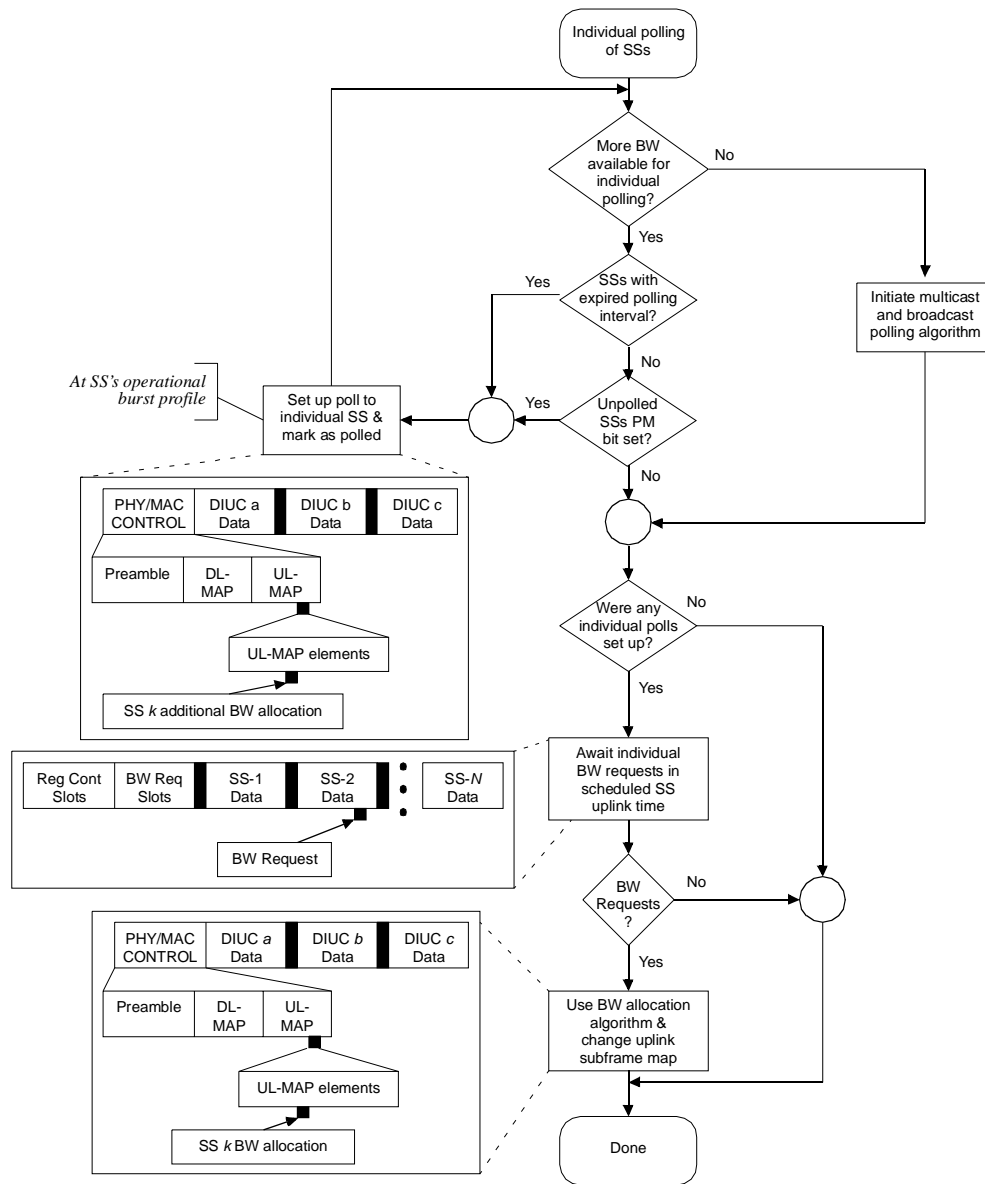 Individual polling
of SSs
More BW
available for
individual
polling?
No
Yes
SSs with
expired polling
interval?
Yes
No
Initiate multicast
and broadcast
polling algorithm
At SS's operational
burst profile
Set up poll to
individual SS &
mark as polled
Yes
Unpolled
SSs PM
bit set?
No
PHY/MAC
CONTROL
DIUC a
Data
DIUC b
Data
DIUC c
Data
Preamble
DL-
MAP
UL-
MAP
UL-MAP elements
SS k additional BW allocation
Were any
individual polls
set up?
No
Yes
Await individual
BW requests in
scheduled SS
uplink time
Reg Cont
Slots
BW Req
Slots
SS-1
Data
SS-2
Data
SS-N
Data
BW Request
BW
Requests
?
No
Yes
PHY/MAC
CONTROL
DIUC a
Data
DIUC b
Data
DIUC c
Data
Preamble
DL-
MAP
UL-
MAP
UL-MAP elements
SS k BW allocation
Use BW allocation
algorithm &
change uplink
subframe map
Done